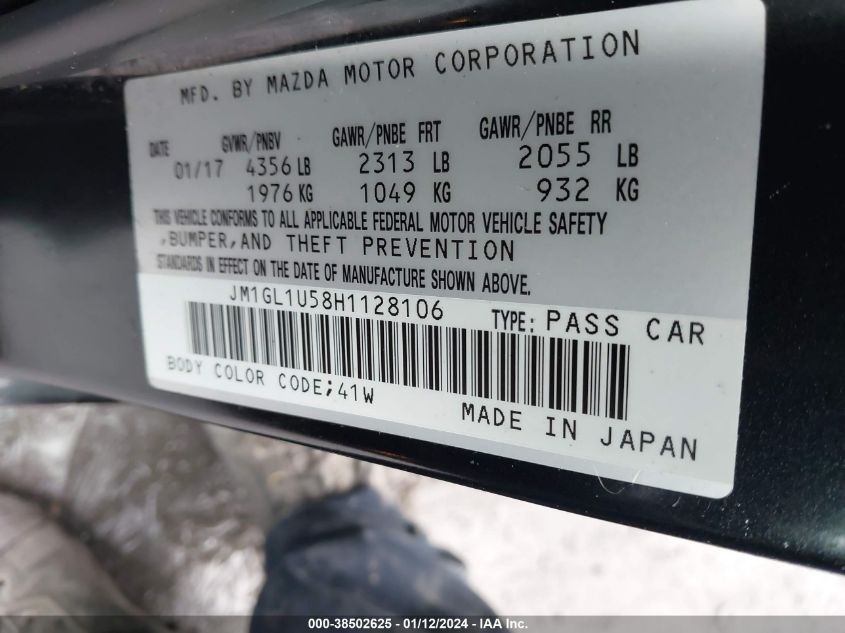 MFD. BY MAZDA MOTOR CORPORATION
DATE GVWR/PNBV GAWR/PNBE FRT GAWR/PNBE RR
01/17 4356 LB 2313 LB 2055 LB
1976 KG 1049 KG 932 KG
THIS VEHICLE CONFORMS TO ALL APPLICABLE FEDERAL MOTOR VEHICLE SAFETY
,BUMPER,AND THEFT PREVENTION
STANDARDS IN EFFECT ON THE DATE OF MANUFACTURE SHOWN ABOVE.
JM1GL1U58H1128106 TYPE: PASS CAR
BODY COLOR CODE;41W
MADE IN JAPAN
000-38502625 - 01/12/2024 - IAA Inc.